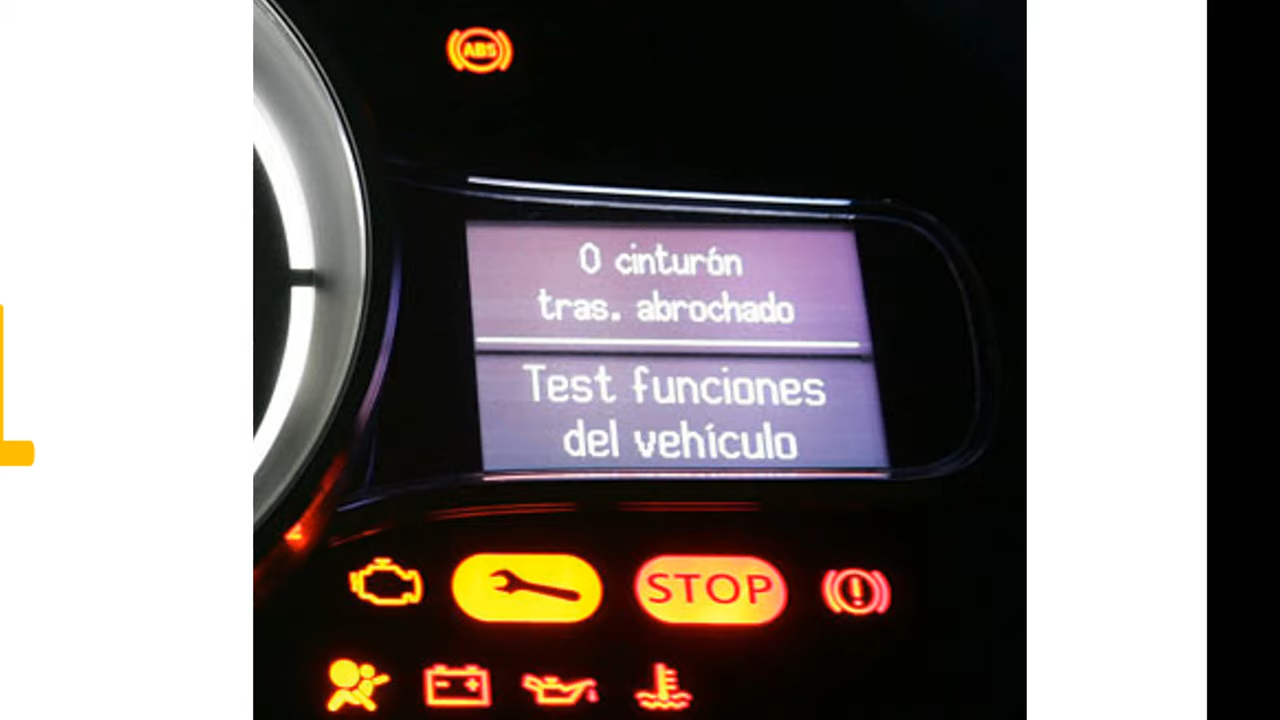 ABS
0 cinturón
tras. abrochado
Test funciones
del vehículo
STOP